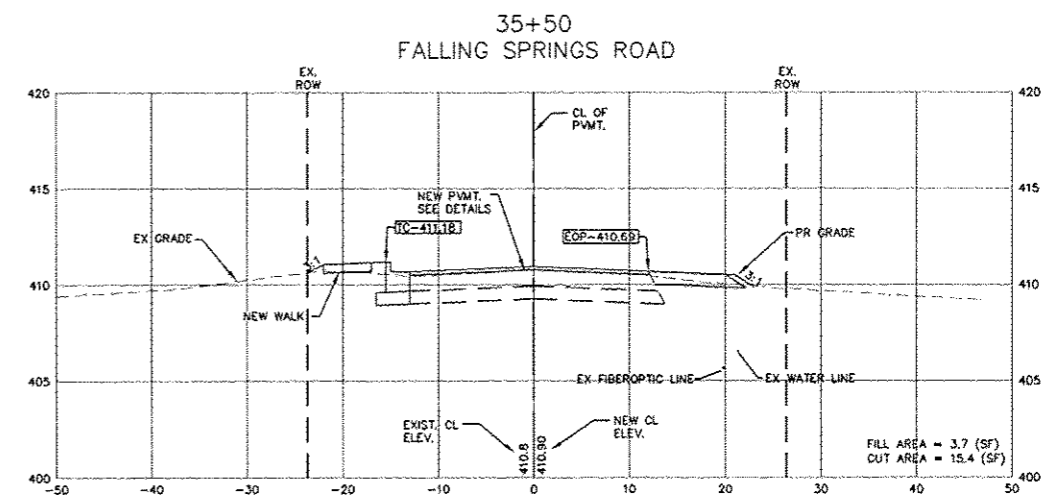 35+50
FALLING SPRINGS ROAD
EX.
ROW
EX.
ROW
420
420
CL OF
PVMT.
415
415
NEW PVMT.
SEE DETAILS
TC-411.18
EX GRADE
EOP-410.69
PR GRADE
3:1
410
410
NEW WALK
405
405
EX FIBEROPTIC LINE
EX WATER LINE
EXIST. CL
ELEV.
410.8
410.90
NEW CL
ELEV.
FILL AREA = 3.7 (SF)
CUT AREA = 15.4 (SF)
400
400
-50
-40
-30
-20
-10
0
10
20
30
40
50